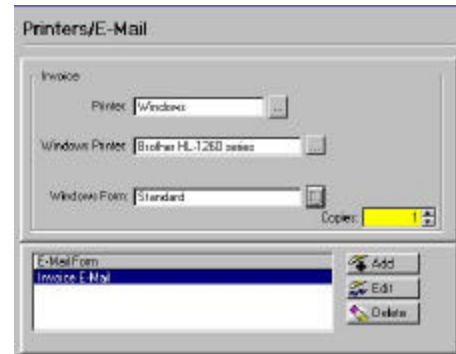 Printers/E-Mail
Invoice
Printer: Windows ...
Windows Printer: Brother HL-1260 series ...
Windows Form: Standard
Copies: 1
E-Mail Form
Invoice E-Mail
Add
Edit
Delete